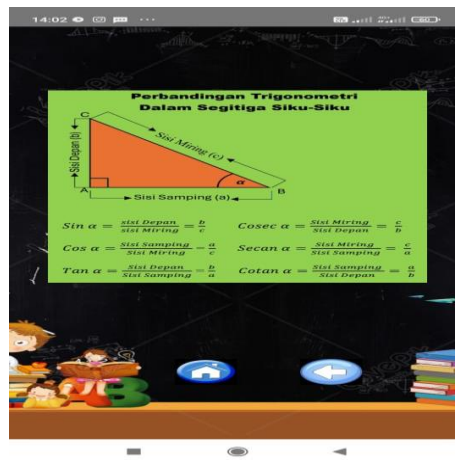 14:02
Perbandingan Trigonometri
Dalam Segitiga Siku-Siku
C
Sisi Miring (c)
Sisi Depan (b)
α
A
B
Sisi Samping (a)
Sin α = sisi Depan / sisi Miring = b / c
Cosec α = Sisi Miring / sisi Depan = c / b
Cos α = Sisi Samping / Sisi Miring = a / c
Secan α = Sisi Miring / Sisi Samping = c / a
Tan α = Sisi Depan / Sisi Samping = b / a
Cotan α = Sisi Samping / Sisi Depan = a / b
AB